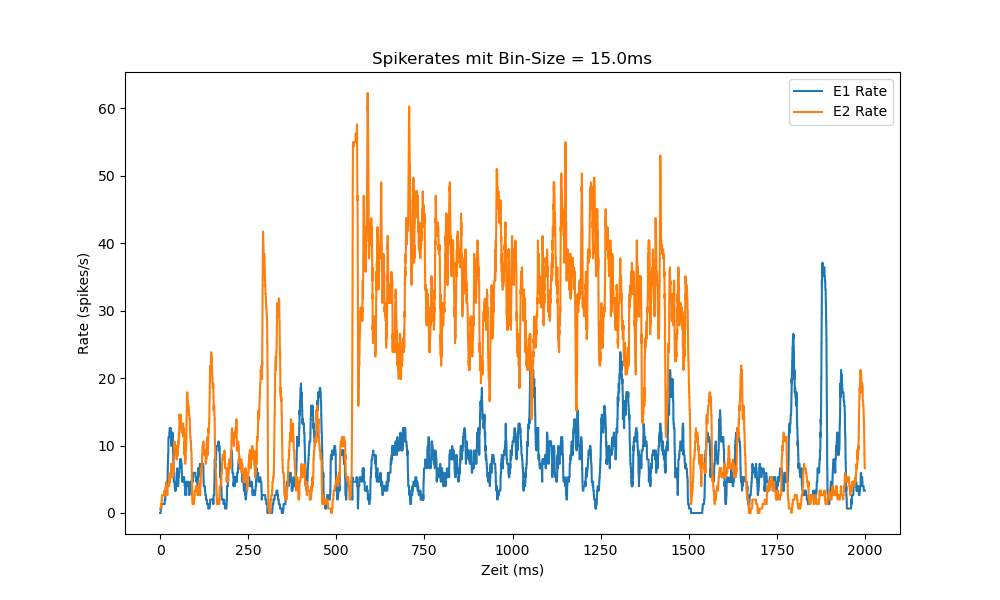 Spikerates mit Bin-Size = 15.0ms
E1 Rate
E2 Rate
60
50
40
30
20
10
0
Rate (spikes/s)
0 250 500 750 1000 1250 1500 1750 2000
Zeit (ms)